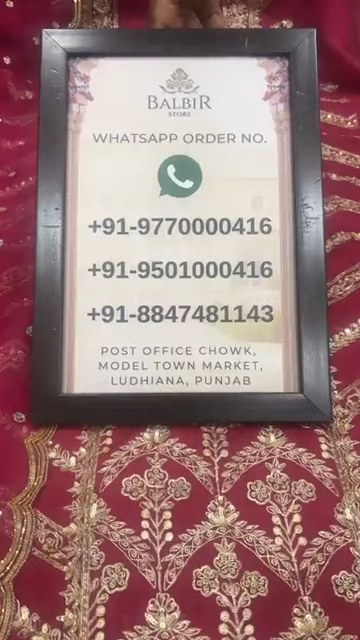 BALBIR
STORE
WHATSAPP ORDER NO.
+91-9770000416
+91-9501000416
+91-8847481143
POST OFFICE CHOWK,
MODEL TOWN MARKET,
LUDHIANA, PUNJAB